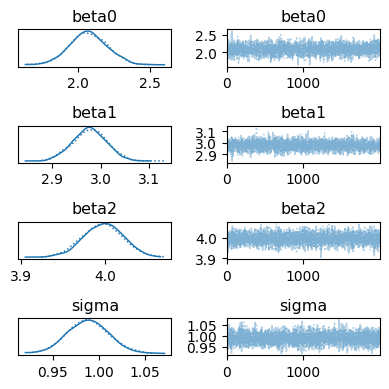 beta0 beta0
2.5
2.0
2.0 2.5 0 1000
beta1 beta1
3.1
3.0
2.9
2.9 3.0 3.1 0 1000
beta2 beta2
4.0
3.9
3.9 4.0 0 1000
sigma sigma
1.05
1.00
0.95
0.95 1.00 1.05 0 1000